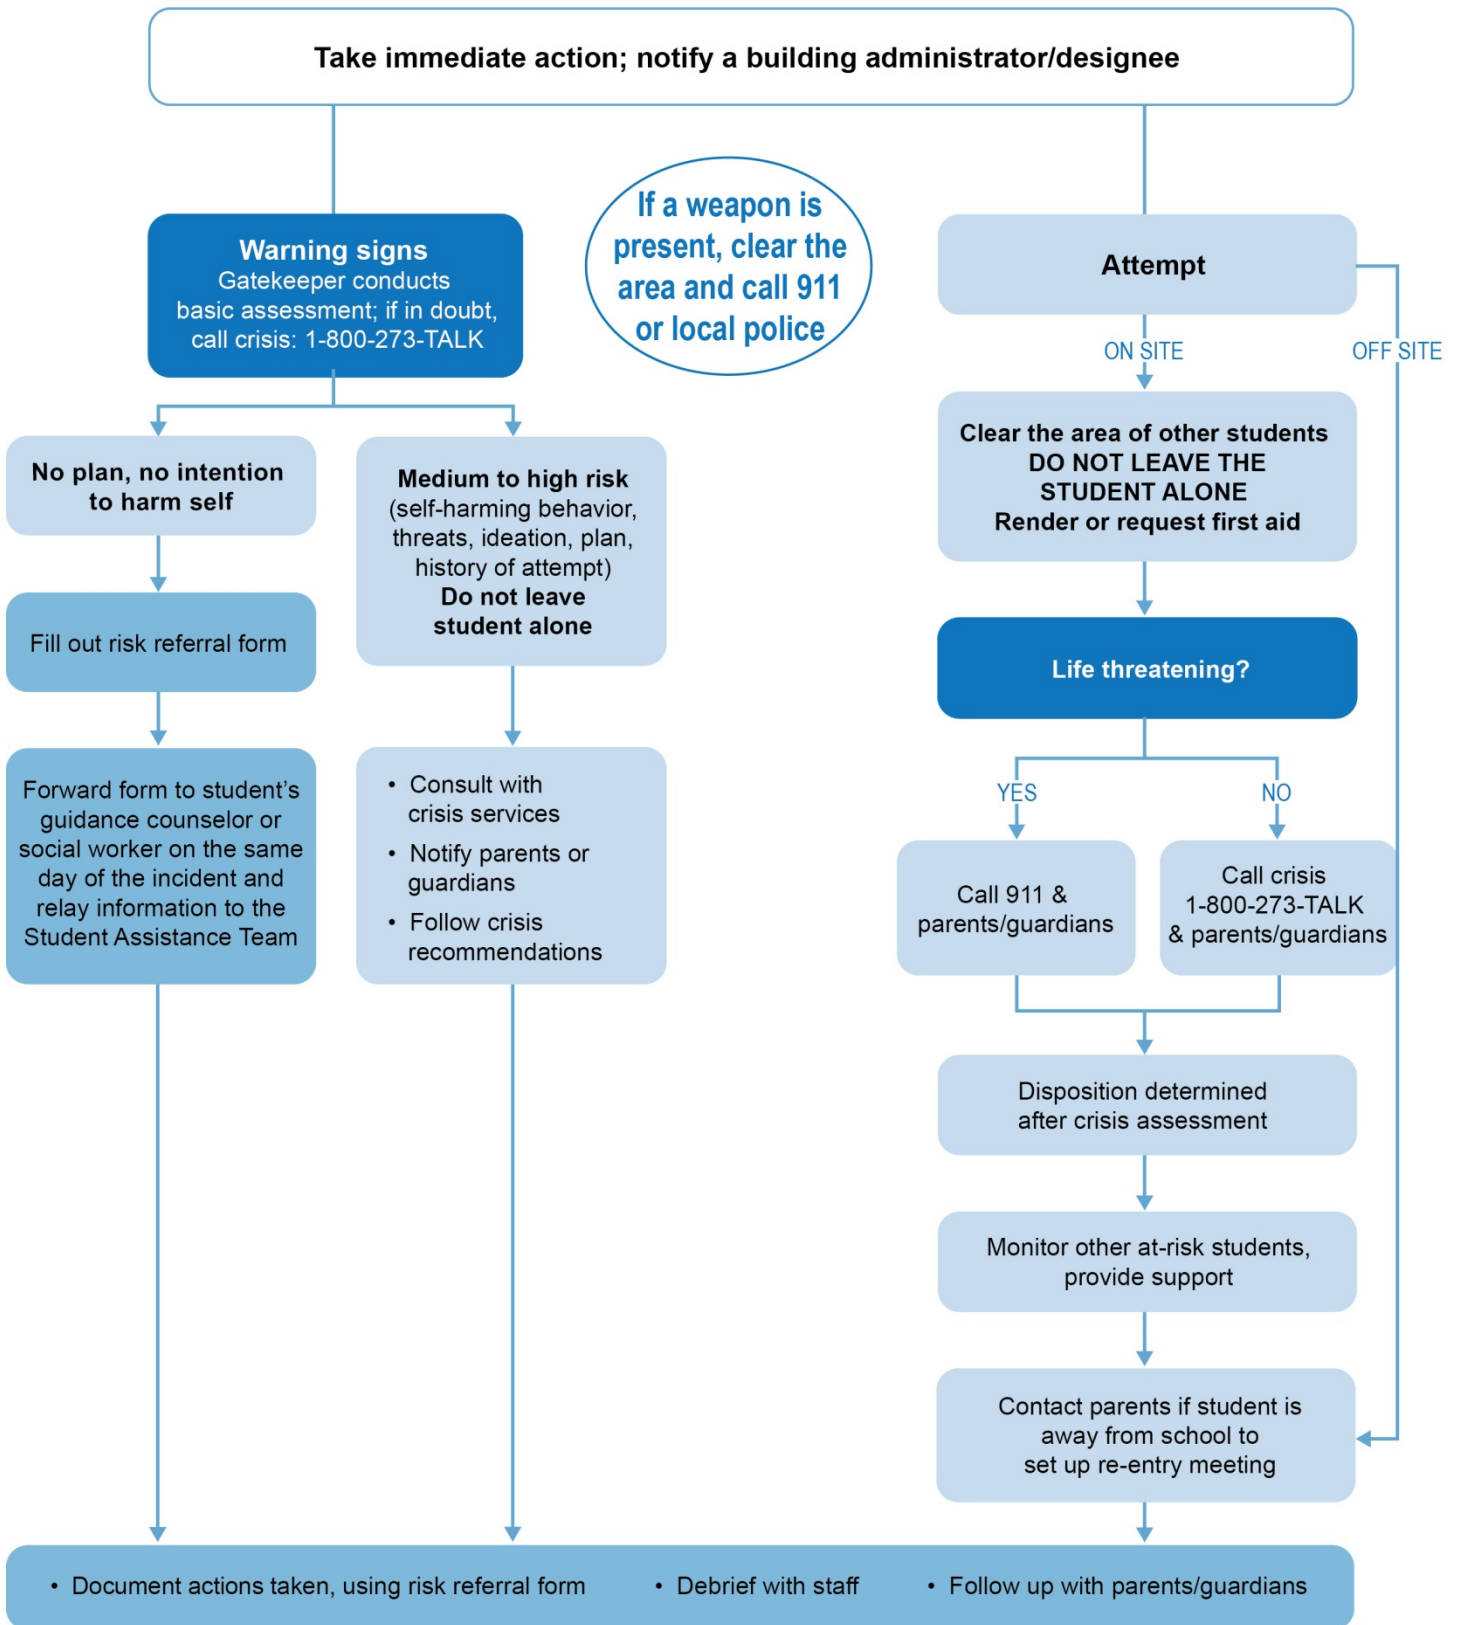 Take immediate action; notify a building administrator/designee
Warning signs
Gatekeeper conducts
basic assessment; if in doubt,
call crisis: 1-800-273-TALK
If a weapon is
present, clear the
area and call 911
or local police
Attempt
ON SITE
OFF SITE
No plan, no intention
to harm self
Medium to high risk
(self-harming behavior,
threats, ideation, plan,
history of attempt)
Do not leave
student alone
Clear the area of other students
DO NOT LEAVE THE
STUDENT ALONE
Render or request first aid
Fill out risk referral form
Life threatening?
Forward form to student’s
guidance counselor or
social worker on the same
day of the incident and
relay information to the
Student Assistance Team
• Consult with
crisis services
• Notify parents or
guardians
• Follow crisis
recommendations
YES
NO
Call 911 &
parents/guardians
Call crisis
1-800-273-TALK
& parents/guardians
Disposition determined
after crisis assessment
Monitor other at-risk students,
provide support
Contact parents if student is
away from school to
set up re-entry meeting
• Document actions taken, using risk referral form • Debrief with staff • Follow up with parents/guardians